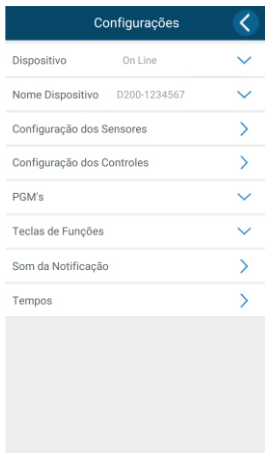 Configurações
Dispositivo On Line
Nome Dispositivo D200-1234567
Configuração dos Sensores
Configuração dos Controles
PGM's
Teclas de Funções
Som da Notificação
Tempos